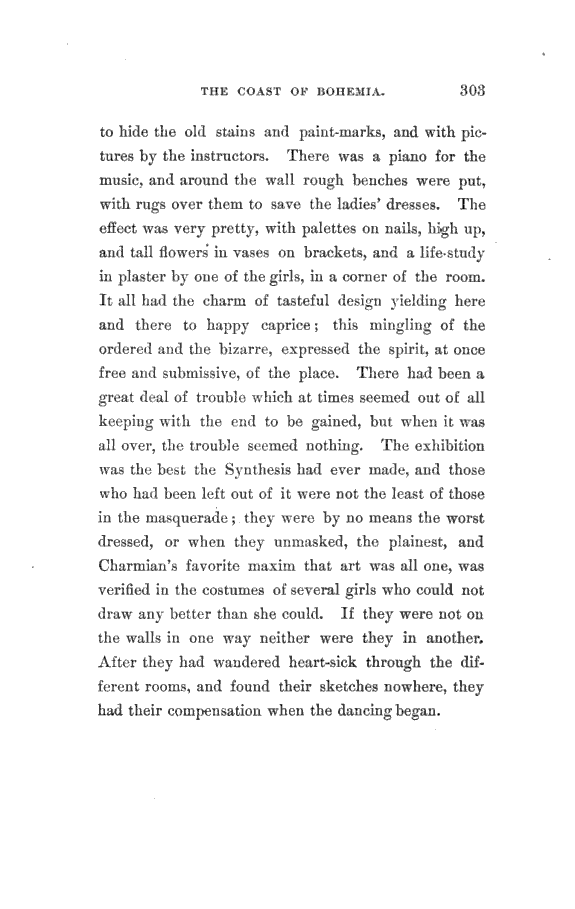 THE COAST OF BOHEMIA. 303
to hide the old stains and paint-marks, and with pic-
tures by the instructors. There was a piano for the
music, and around the wall rough benches were put,
with rugs over them to save the ladies' dresses. The
effect was very pretty, with palettes on nails, high up,
and tall flowers in vases on brackets, and a life-study
in plaster by one of the girls, in a corner of the room.
It all had the charm of tasteful design yielding here
and there to happy caprice; this mingling of the
ordered and the bizarre, expressed the spirit, at once
free and submissive, of the place. There had been a
great deal of trouble which at times seemed out of all
keeping with the end to be gained, but when it was
all over, the trouble seemed nothing. The exhibition
was the best the Synthesis had ever made, and those
who had been left out of it were not the least of those
in the masquerade; they were by no means the worst
dressed, or when they unmasked, the plainest, and
Charmian's favorite maxim that art was all one, was
verified in the costumes of several girls who could not
draw any better than she could. If they were not on
the walls in one way neither were they in another.
After they had wandered heart-sick through the dif-
ferent rooms, and found their sketches nowhere, they
had their compensation when the dancing began.